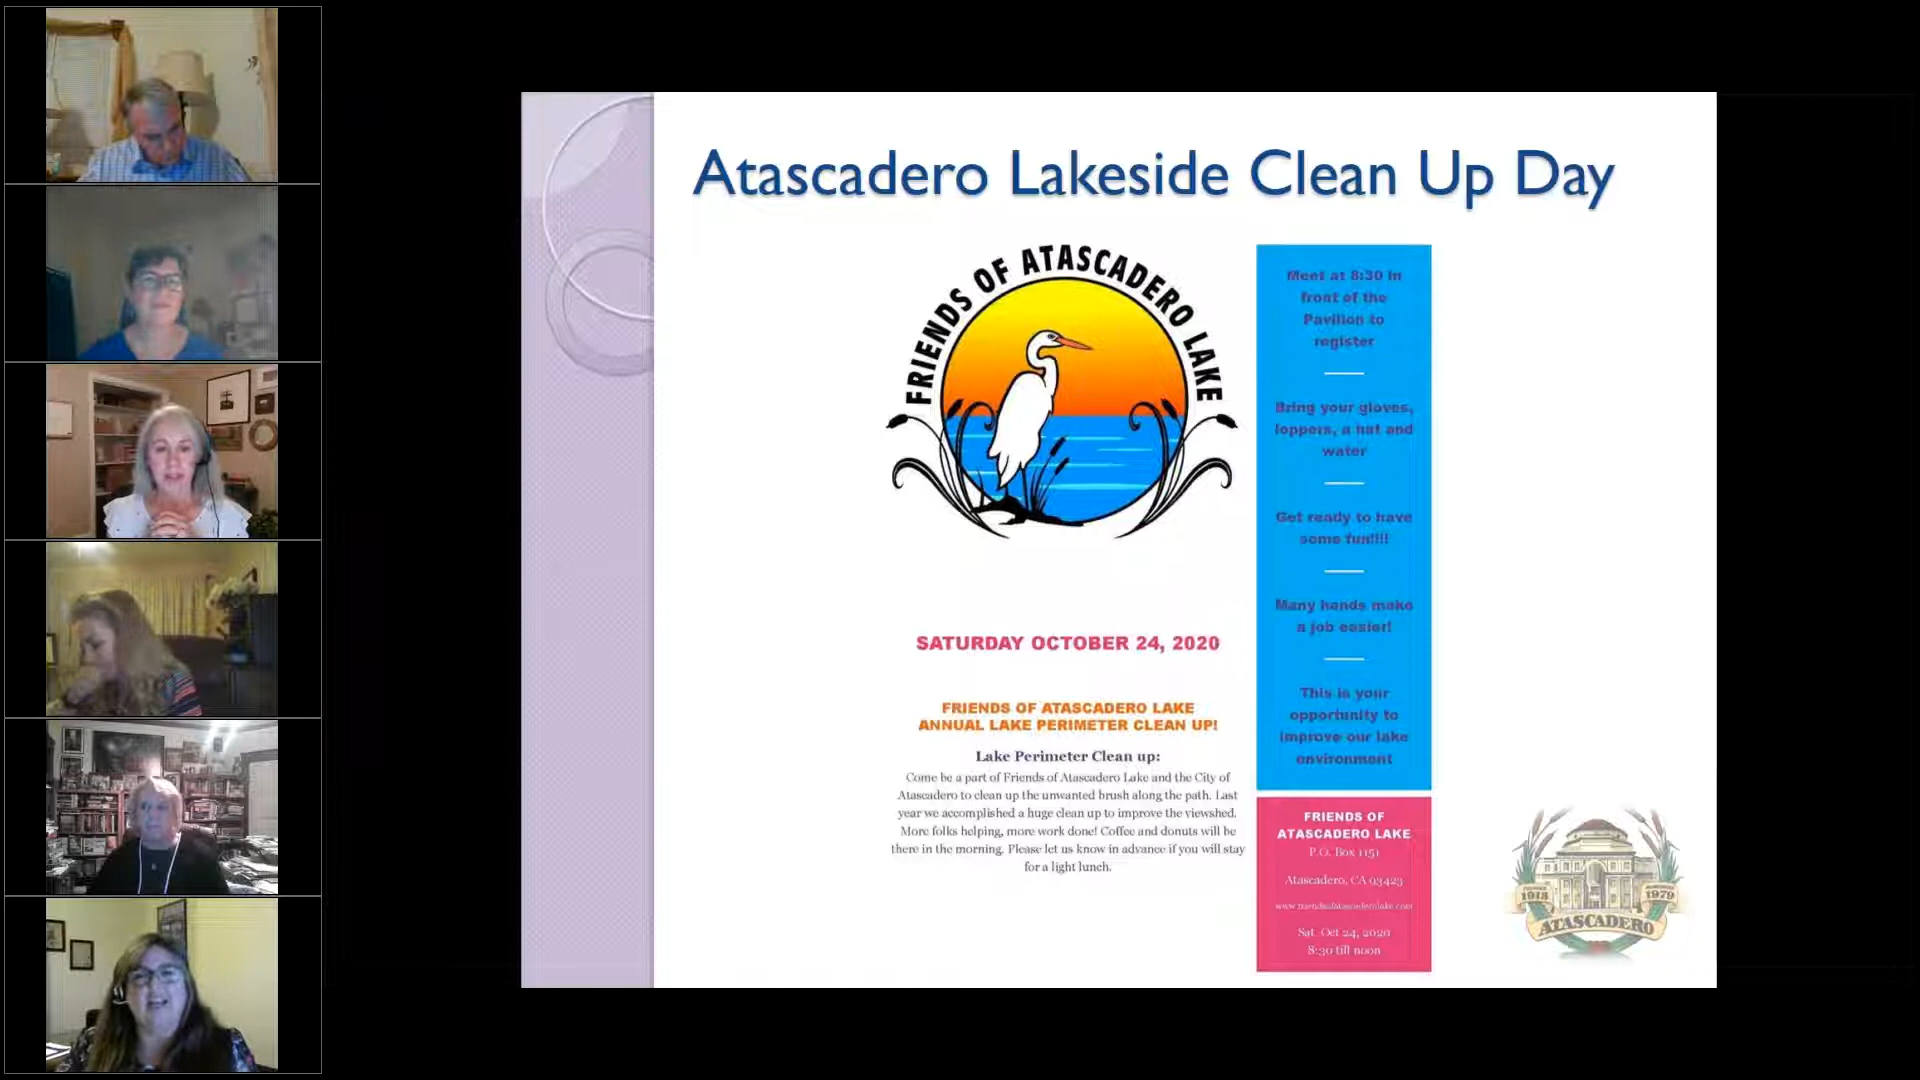 Atascadero Lakeside Clean Up Day
FRIENDS OF ATASCADERO LAKE
SATURDAY OCTOBER 24, 2020
FRIENDS OF ATASCADERO LAKE
ANNUAL LAKE PERIMETER CLEAN UP!
Lake Perimeter Clean up:
Come be a part of Friends of Atascadero Lake and the City of
Atascadero to clean up the unwanted brush along the path. Last
year we accomplished a huge clean up to improve the viewshed.
More folks helping, more work done! Coffee and donuts will be
there in the morning. Please let us know in advance if you will stay
for a light lunch.
Meet at 8:30 in
front of the
Pavilion to
register
Bring your gloves,
loppers, a hat and
water
Get ready to have
some fun!!!!
Many hands make
a job easier!
This is your
opportunity to
improve our lake
environment
FRIENDS OF
ATASCADERO LAKE
P.O. Box 1151
Atascadero, CA 93423
www.friendsofatascaderolake.com
Sat. Oct 24, 2020
8:30 till noon
1913
1979
ATASCADERO